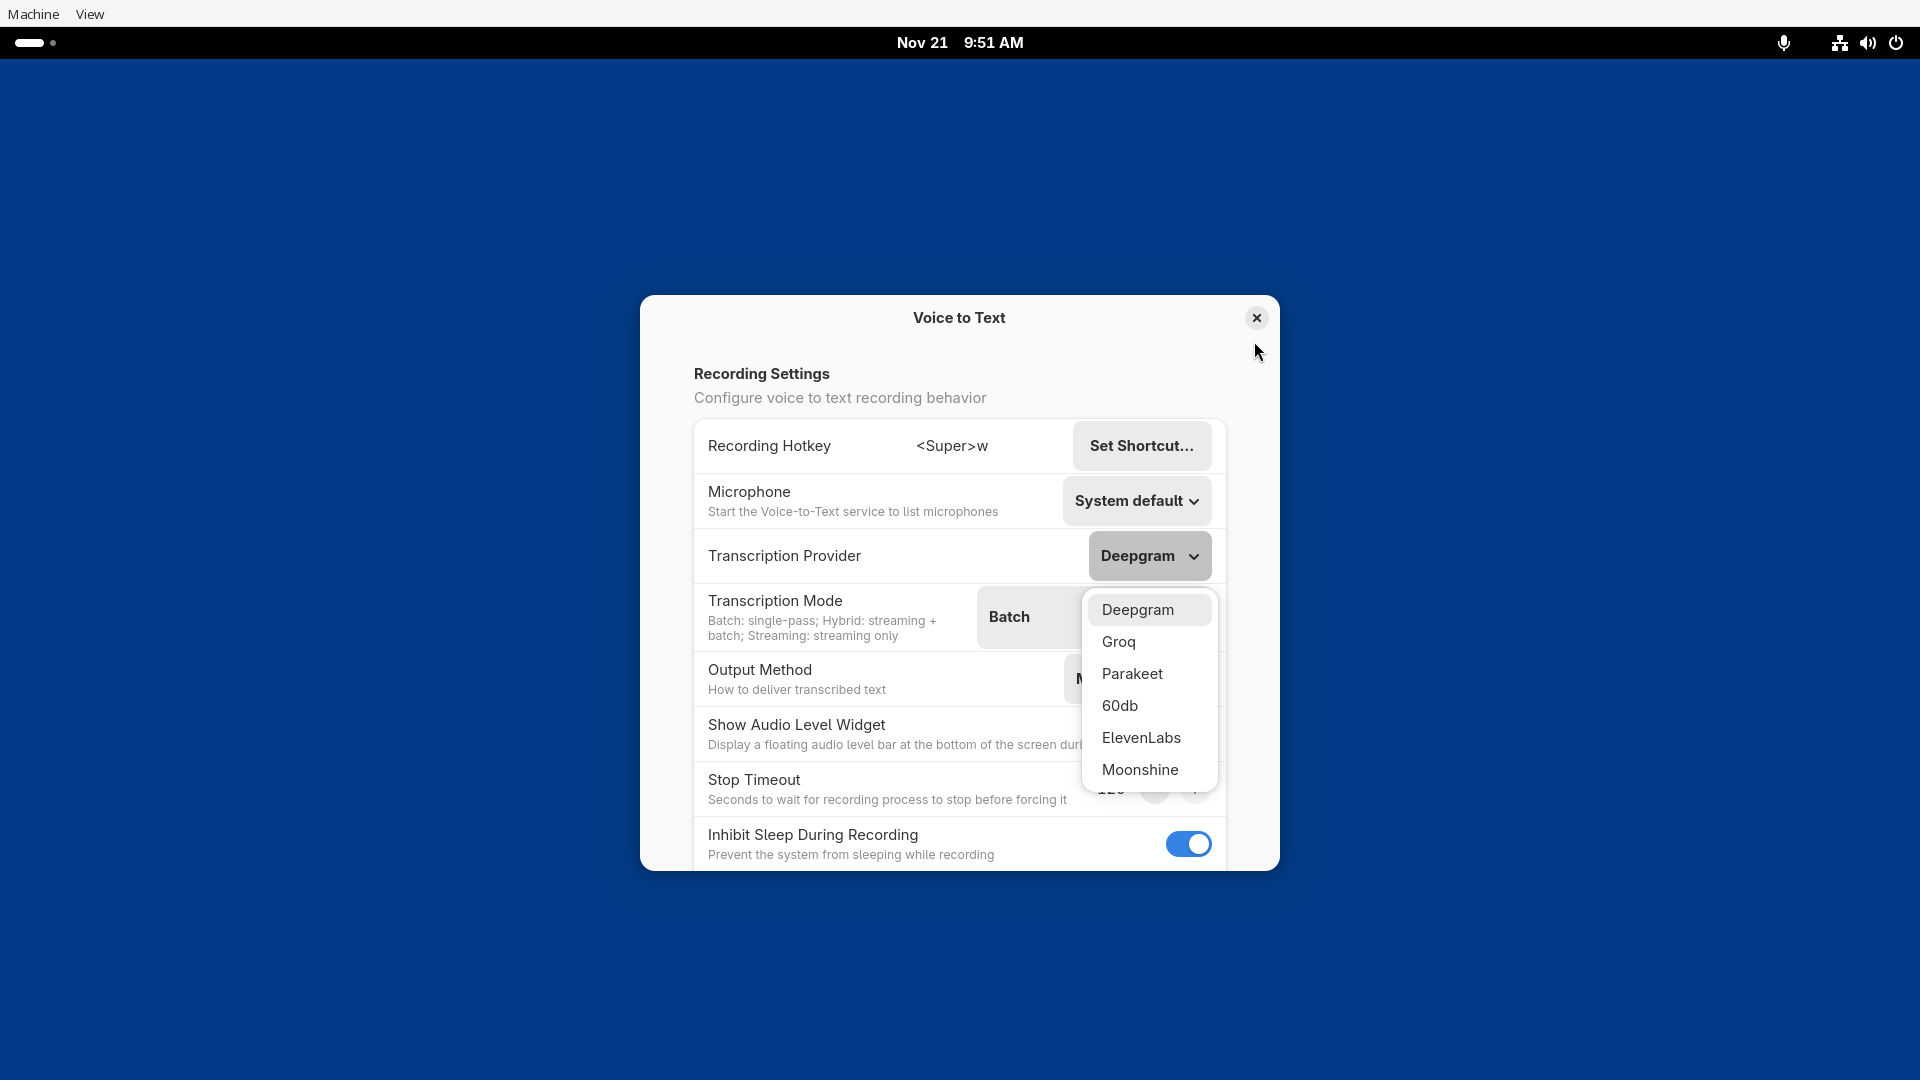 Machine View
Nov 21 9:51 AM
Voice to Text
Recording Settings
Configure voice to text recording behavior
Recording Hotkey <Super>w Set Shortcut...
Microphone
Start the Voice-to-Text service to list microphones
System default
Transcription Provider Deepgram
Transcription Mode
Batch: single-pass; Hybrid: streaming +
batch; Streaming: streaming only
Batch
Deepgram
Groq
Parakeet
60db
ElevenLabs
Moonshine
Output Method
How to deliver transcribed text
Show Audio Level Widget
Display a floating audio level bar at the bottom of the screen
Stop Timeout
Seconds to wait for recording process to stop before forcing it
Inhibit Sleep During Recording
Prevent the system from sleeping while recording